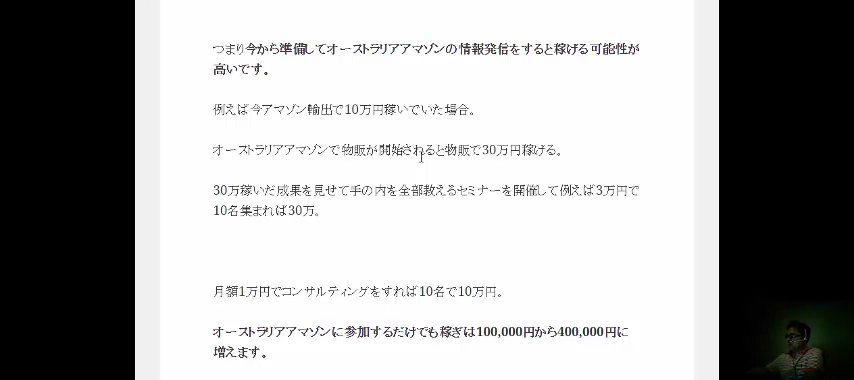 つまり今から準備してオーストラリアアマゾンの情報発信をすると稼げる可能性が
高いです。
例えば今アマゾン輸出で10万円稼いでいた場合。
オーストラリアアマゾンで物販が開始されると物販で30万円稼げる。
30万稼いだ成果を見せて手の内を全部教えるセミナーを開催して例えば3万円で
10名集まれば30万。
月額1万円でコンサルティングをすれば10名で10万円。
オーストラリアアマゾンに参加するだけでも稼ぎは100,000円から400,000円に
増えます。